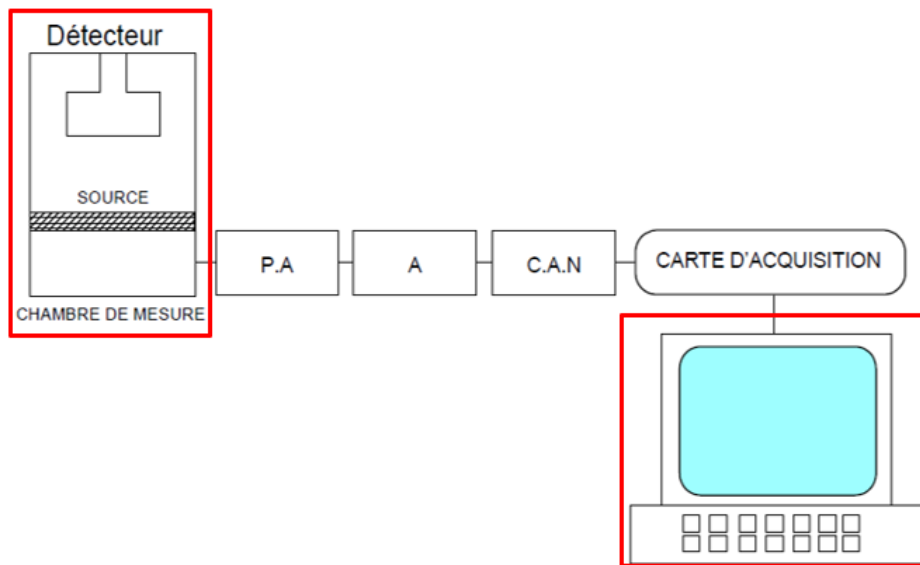 Détecteur
SOURCE
CHAMBRE DE MESURE
P.A
A
C.A.N
CARTE D'ACQUISITION